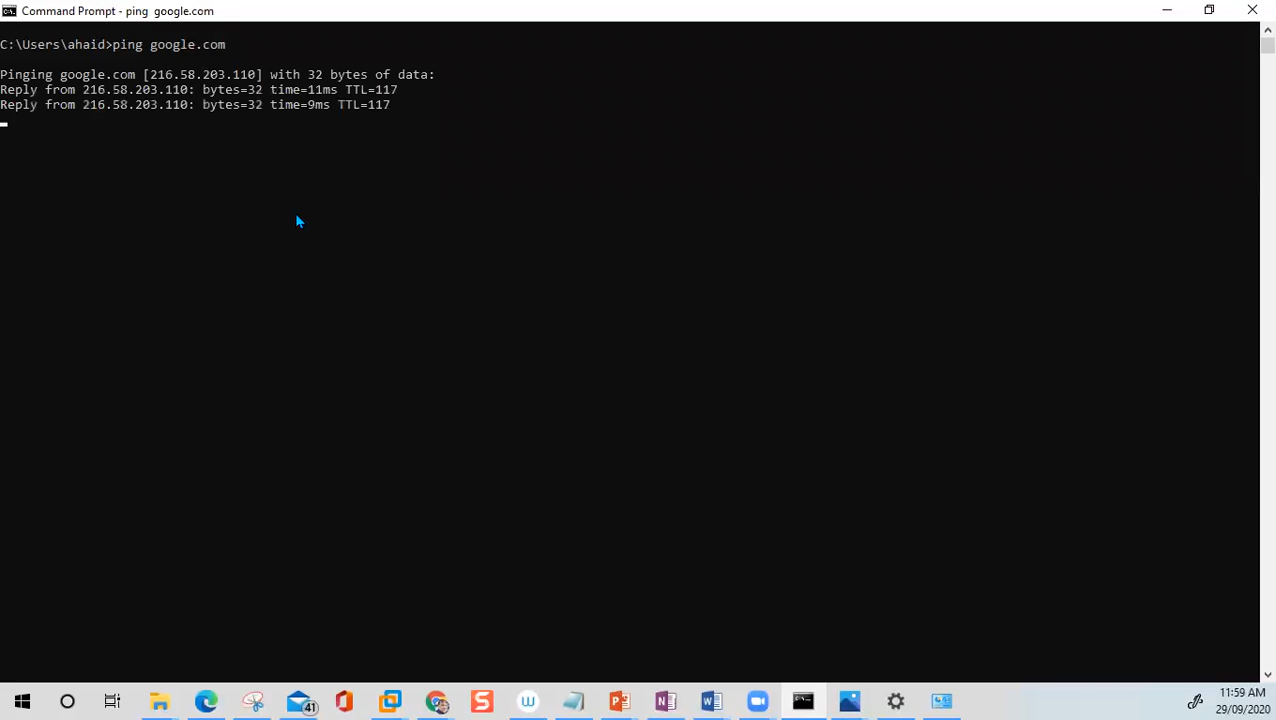 Command Prompt - ping  google.com
C:\Users\ahaid>ping google.com
Pinging google.com [216.58.203.110] with 32 bytes of data:
Reply from 216.58.203.110: bytes=32 time=11ms TTL=117
Reply from 216.58.203.110: bytes=32 time=9ms TTL=117
41
11:59 AM
29/09/2020